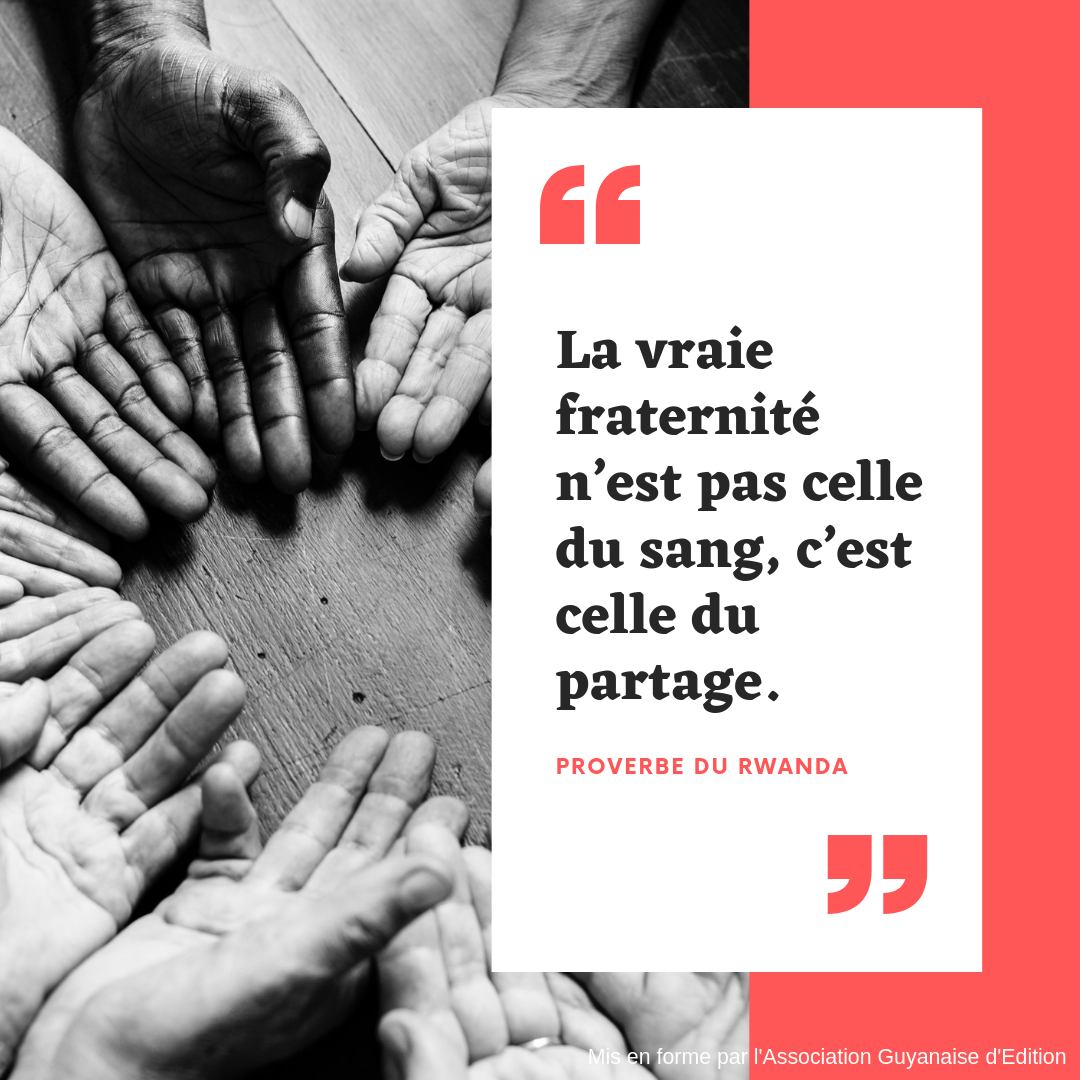 La vraie
fraternité
n’est pas celle
du sang, c’est
celle du
partage.
PROVERBE DU RWANDA
Mis en forme par l'Association Guyanaise d'Edition